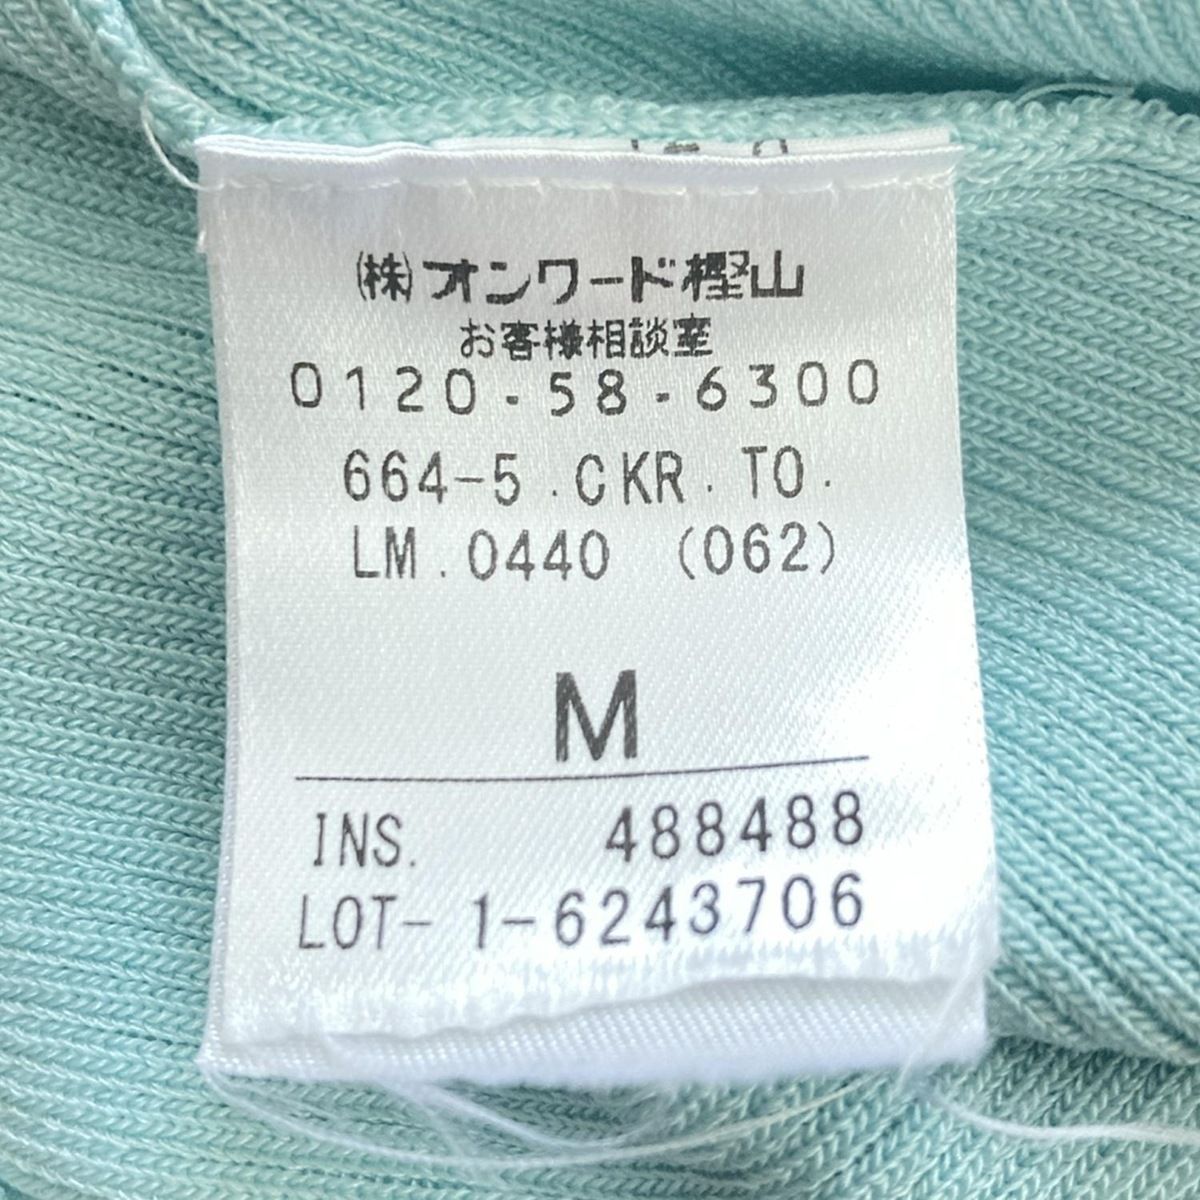 (株)オンワード樫山
お客様相談室
0120-58-6300
664-5.CKR.TO.
LM.0440 (062)
M
INS. 488488
LOT- 1-6243706